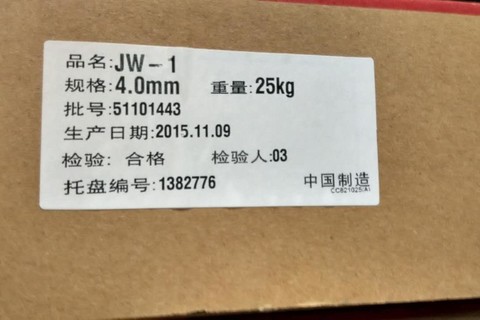 品名:JW-1
规格:4.0mm 重量:25kg
批号:51101443
生产日期:2015.11.09
检验: 合格 检验人:03
托盘编号:1382776
中国制造
CC621025(A)